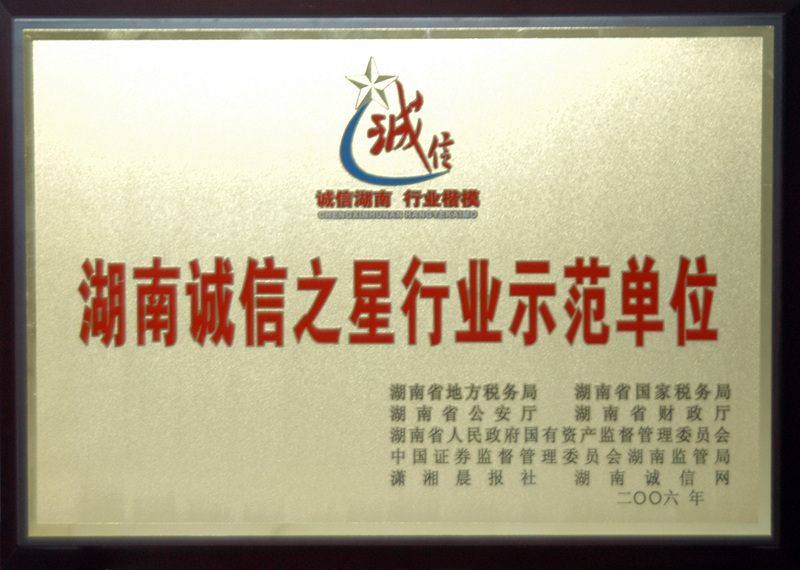 诚信
诚信湖南 行业楷模
CHENGXINHUNAN HANGYEKAIMO
湖南诚信之星行业示范单位
湖南省地方税务局 湖南省国家税务局
湖南省公安厅 湖南省财政厅
湖南省人民政府国有资产监督管理委员会
中国证券监督管理委员会湖南监管局
潇湘晨报社 湖南诚信网
二〇〇六年